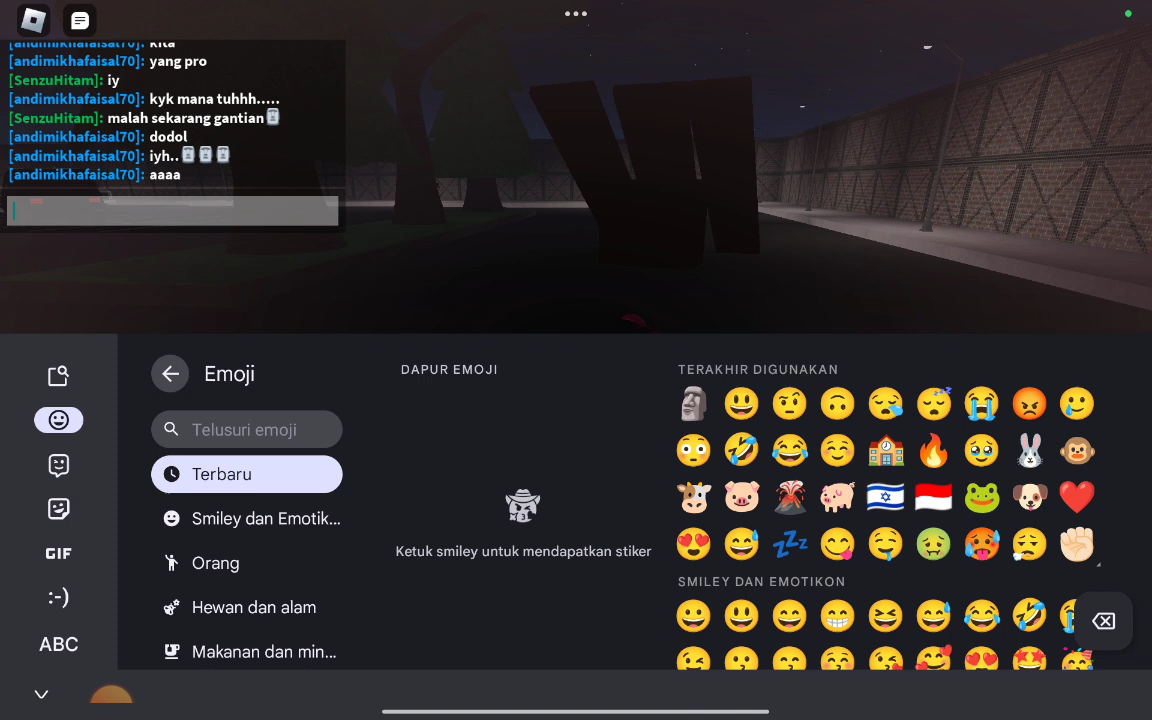 [andimikhafaisal70]: kita
[andimikhafaisal70]: yang pro
[SenzuHitam]: iy
[andimikhafaisal70]: kyk mana tuhhh.....
[SenzuHitam]: malah sekarang gantian🗿
[andimikhafaisal70]: dodol
[andimikhafaisal70]: iyh..🗿🗿🗿
[andimikhafaisal70]: aaaa
Emoji
Telusuri emoji
Terbaru
Smiley dan Emotik...
Orang
Hewan dan alam
Makanan dan min...
GIF
:-)
ABC
DAPUR EMOJI
Ketuk smiley untuk mendapatkan stiker
TERAKHIR DIGUNAKAN
SMILEY DAN EMOTIKON